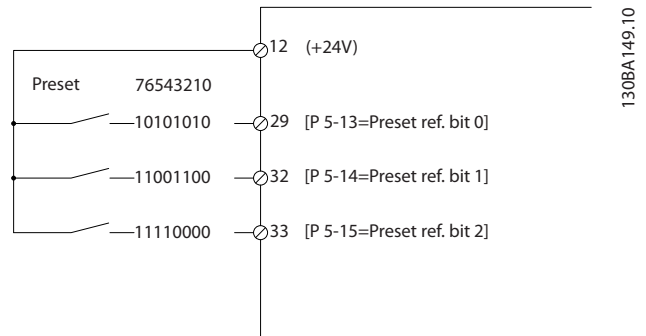 12 (+24V)
Preset 76543210
10101010 29 [P 5-13=Preset ref. bit 0]
11001100 32 [P 5-14=Preset ref. bit 1]
11110000 33 [P 5-15=Preset ref. bit 2]
130BA149.10